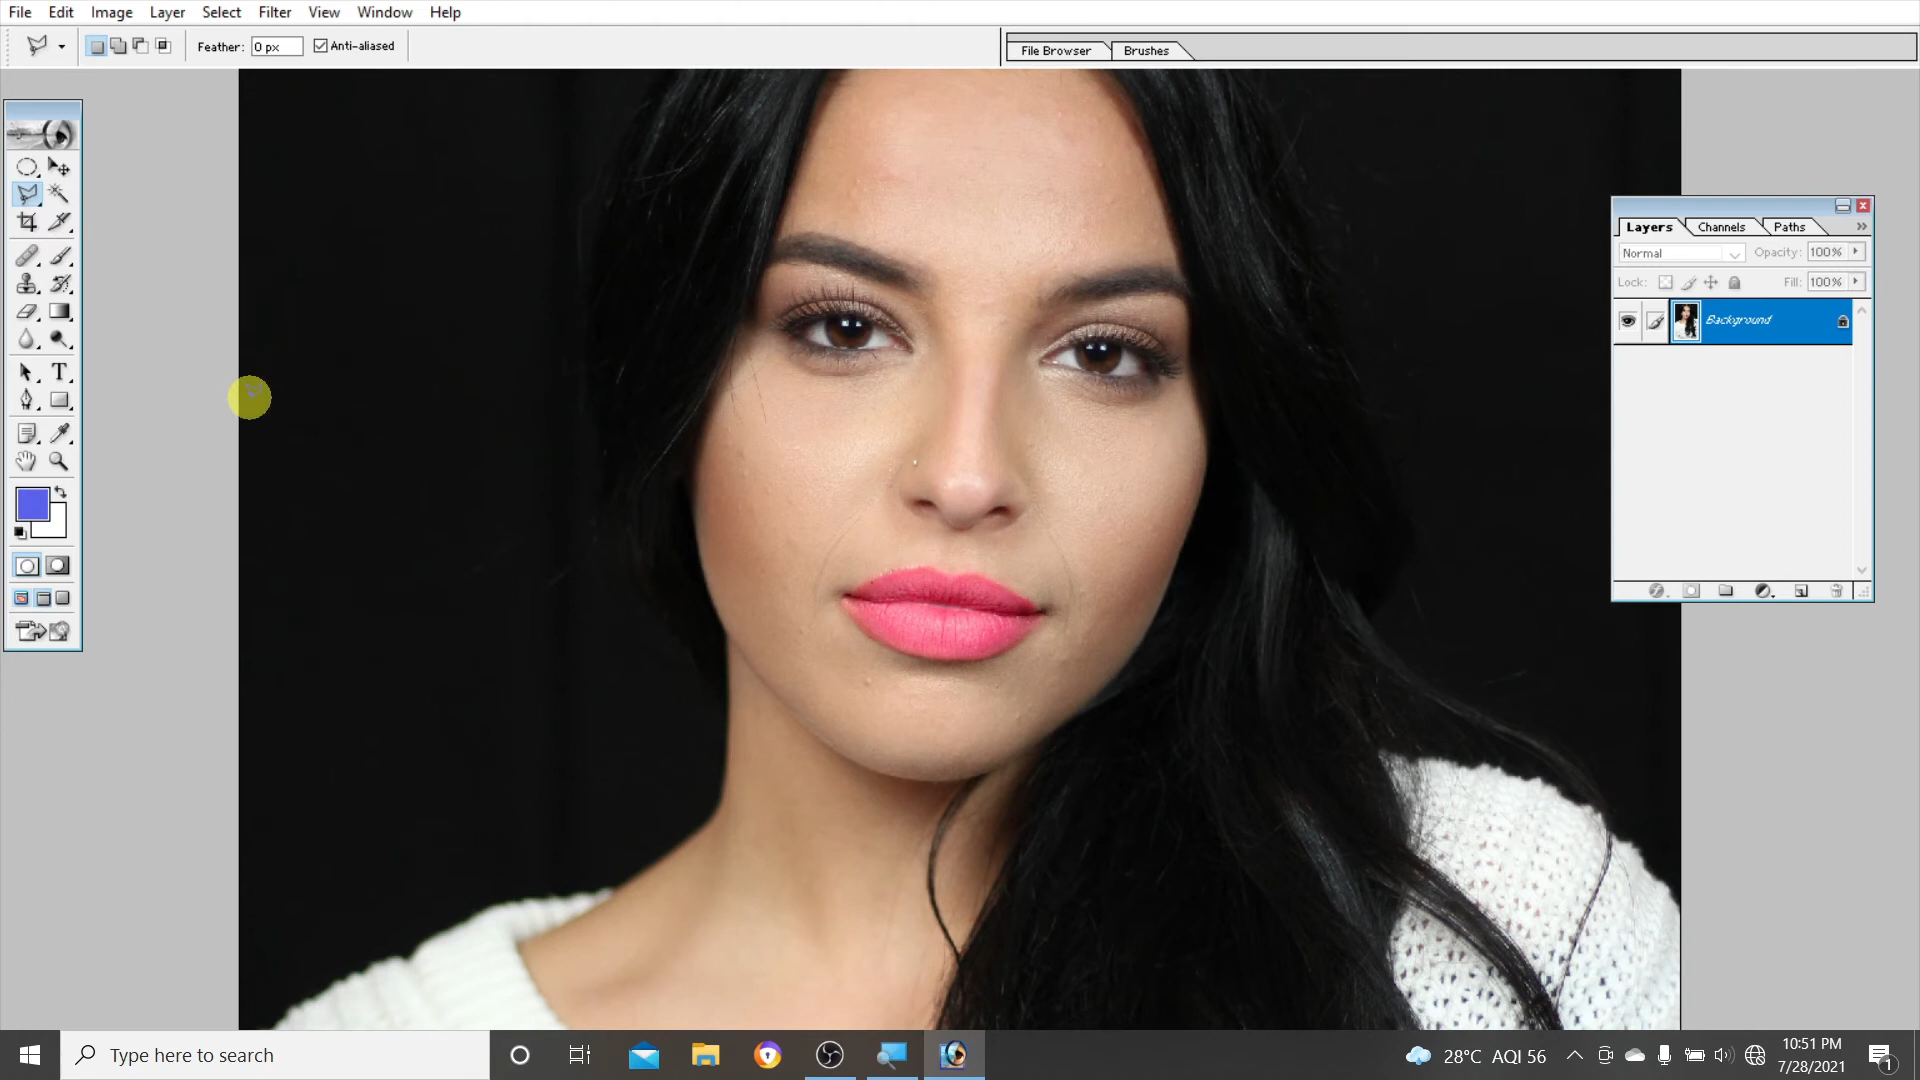 File Edit Image Layer Select Filter View Window Help
Feather: 0 px Anti-aliased File Browser Brushes
Layers Channels Paths
Normal Opacity: 100%
Lock: Fill: 100%
Background
T
Type here to search
28°C AQI 56
10:51 PM
7/28/2021
1